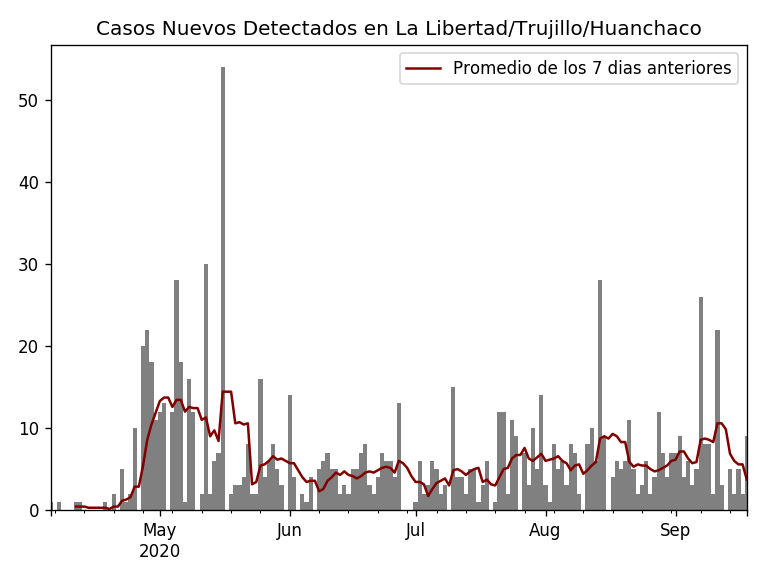 Casos Nuevos Detectados en La Libertad/Trujillo/Huanchaco
Promedio de los 7 dias anteriores
50
40
30
20
10
0
May Jun Jul Aug Sep
2020